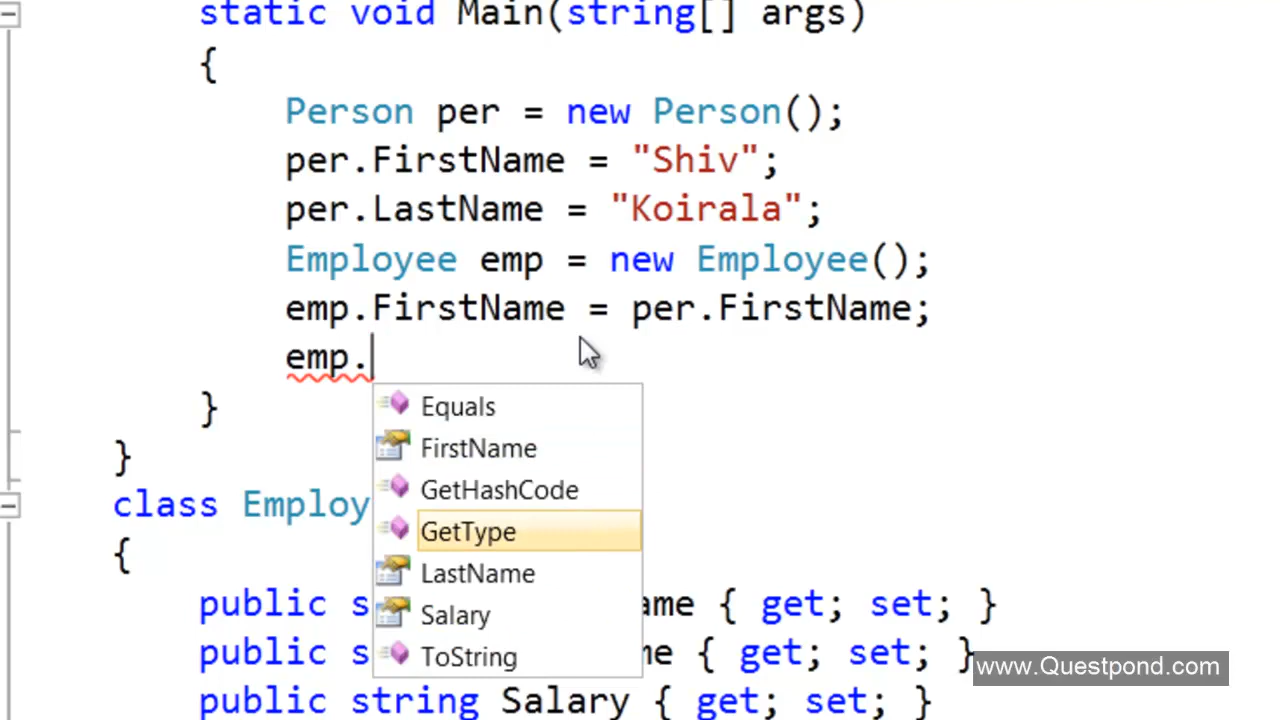 static void Main(string[] args)
{
Person per = new Person();
per.FirstName = "Shiv";
per.LastName = "Koirala";
Employee emp = new Employee();
emp.FirstName = per.FirstName;
emp.
Equals
FirstName
GetHashCode
GetType
LastName
Salary
ToString
}
}
class Employ
{
public s ame { get; set; }
public s me { get; set; }
public string Salary { get; set; }
www.Questpond.com